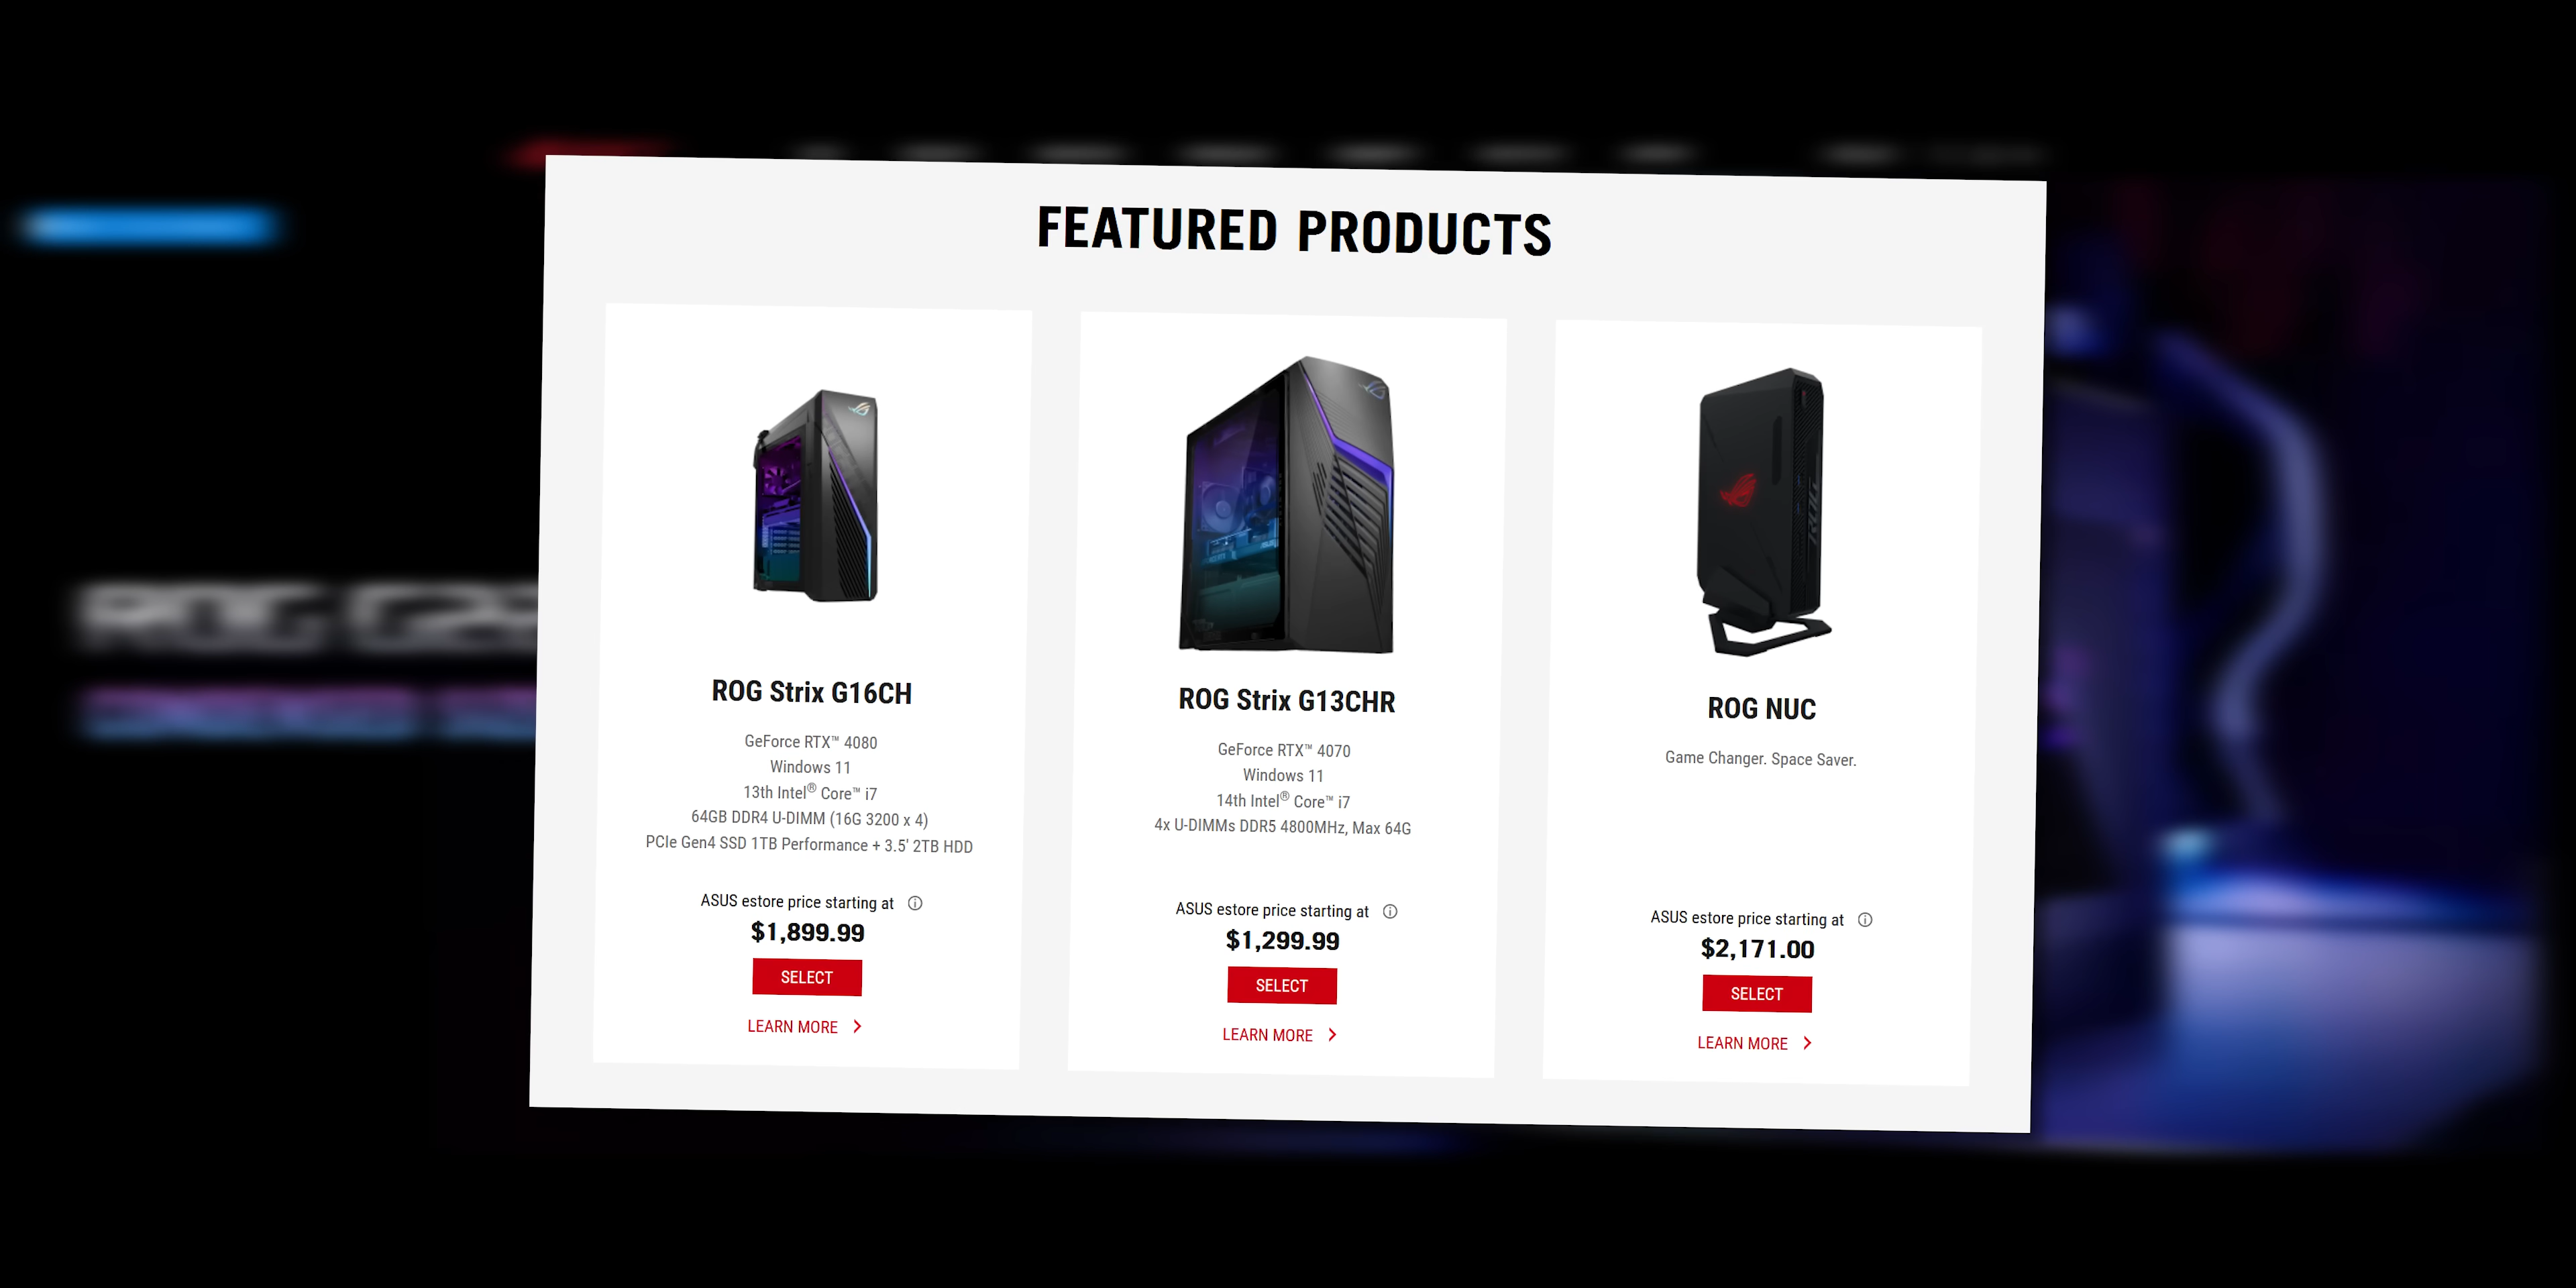 FEATURED PRODUCTS
ROG Strix G16CH
GeForce RTX™ 4080
Windows 11
13th Intel® Core™ i7
64GB DDR4 U-DIMM (16G 3200 x 4)
PCIe Gen4 SSD 1TB Performance + 3.5' 2TB HDD
ASUS estore price starting at
$1,899.99
SELECT
LEARN MORE
ROG Strix G13CHR
GeForce RTX™ 4070
Windows 11
14th Intel® Core™ i7
4x U-DIMMs DDR5 4800MHz, Max 64G
ASUS estore price starting at
$1,299.99
SELECT
LEARN MORE
ROG NUC
Game Changer. Space Saver.
ASUS estore price starting at
$2,171.00
SELECT
LEARN MORE